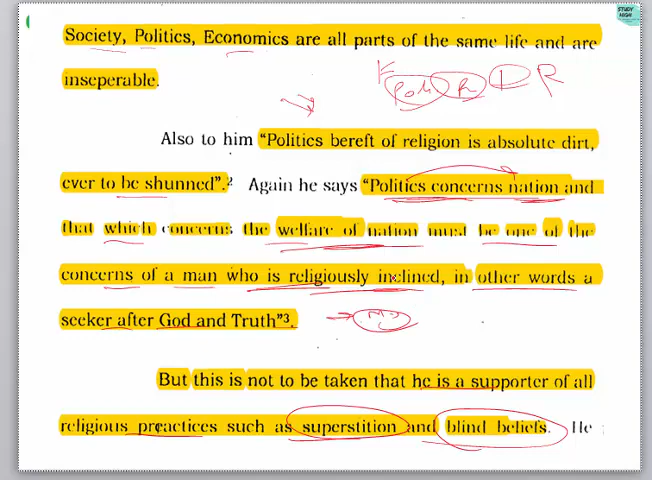 STUDY
HIGH
Society, Politics, Economics are all parts of the same life and are
inseperable.
Also to him “Politics bereft of religion is absolute dirt,
ever to be shunned”.² Again he says “Politics concerns nation and
that which concerns the welfare of nation must be one of the
concerns of a man who is religiously inclined, in other words a
seeker after God and Truth”³.
But this is not to be taken that he is a supporter of all
religious practices such as superstition and blind beliefs. He